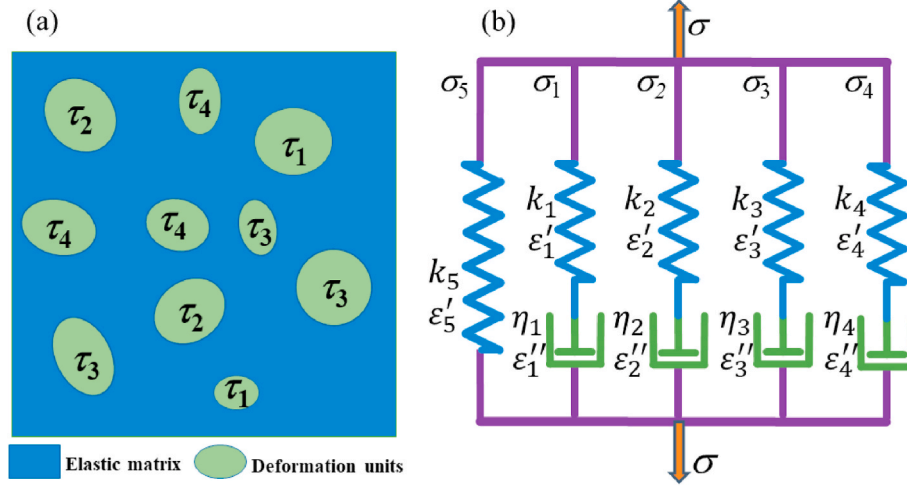 (a)
τ2
τ4
τ1
τ4
τ4
τ3
τ3
τ2
τ3
τ1
Elastic matrix
Deformation units
(b)
σ
σ5 σ1 σ2 σ3 σ4
k1 k2 k3 k4
ε′1 ε′2 ε′3 ε′4
k5
ε′5
η1 η2 η3 η4
ε″1 ε″2 ε″3 ε″4
σ